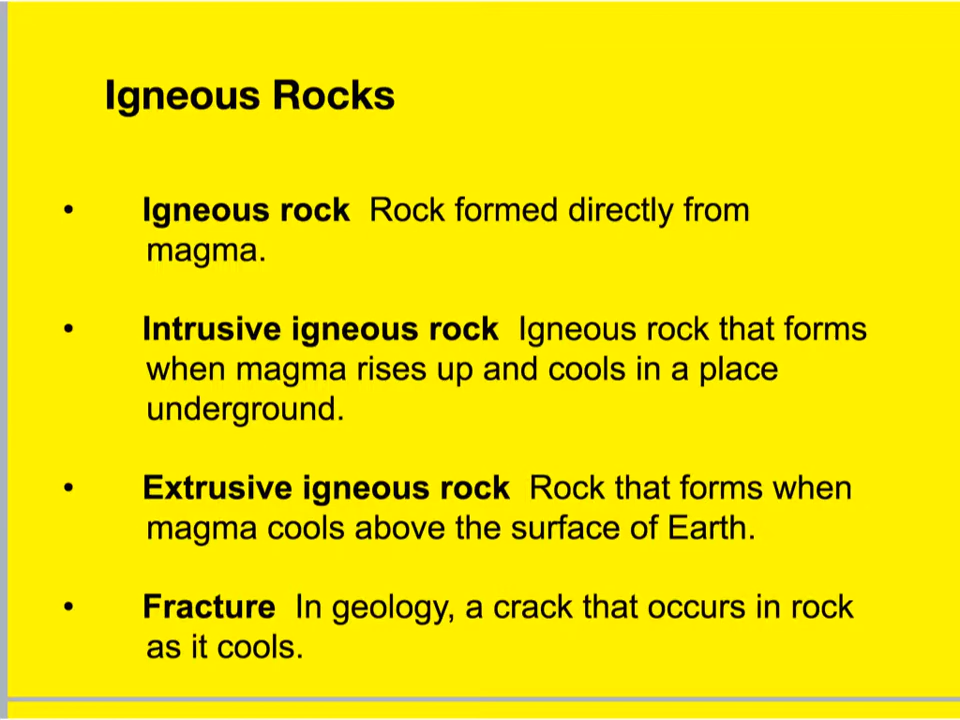 Igneous Rocks
• Igneous rock  Rock formed directly from
magma.
• Intrusive igneous rock  Igneous rock that forms
when magma rises up and cools in a place
underground.
• Extrusive igneous rock  Rock that forms when
magma cools above the surface of Earth.
• Fracture  In geology, a crack that occurs in rock
as it cools.